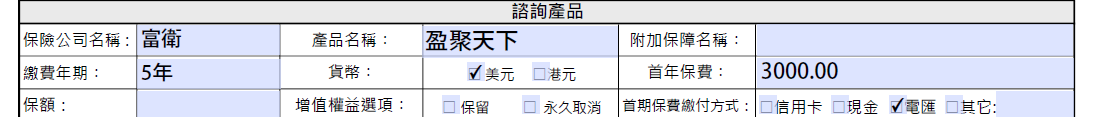 諮詢產品
保險公司名稱: 富衛 產品名稱： 盈聚天下 附加保障名稱：
繳費年期： 5年 貨幣： ✓美元 □港元 首年保費： 3000.00
保額： 增值權益選項： □保留 □永久取消 首期保費繳付方式： □信用卡 □現金 ✓電匯 □其它: